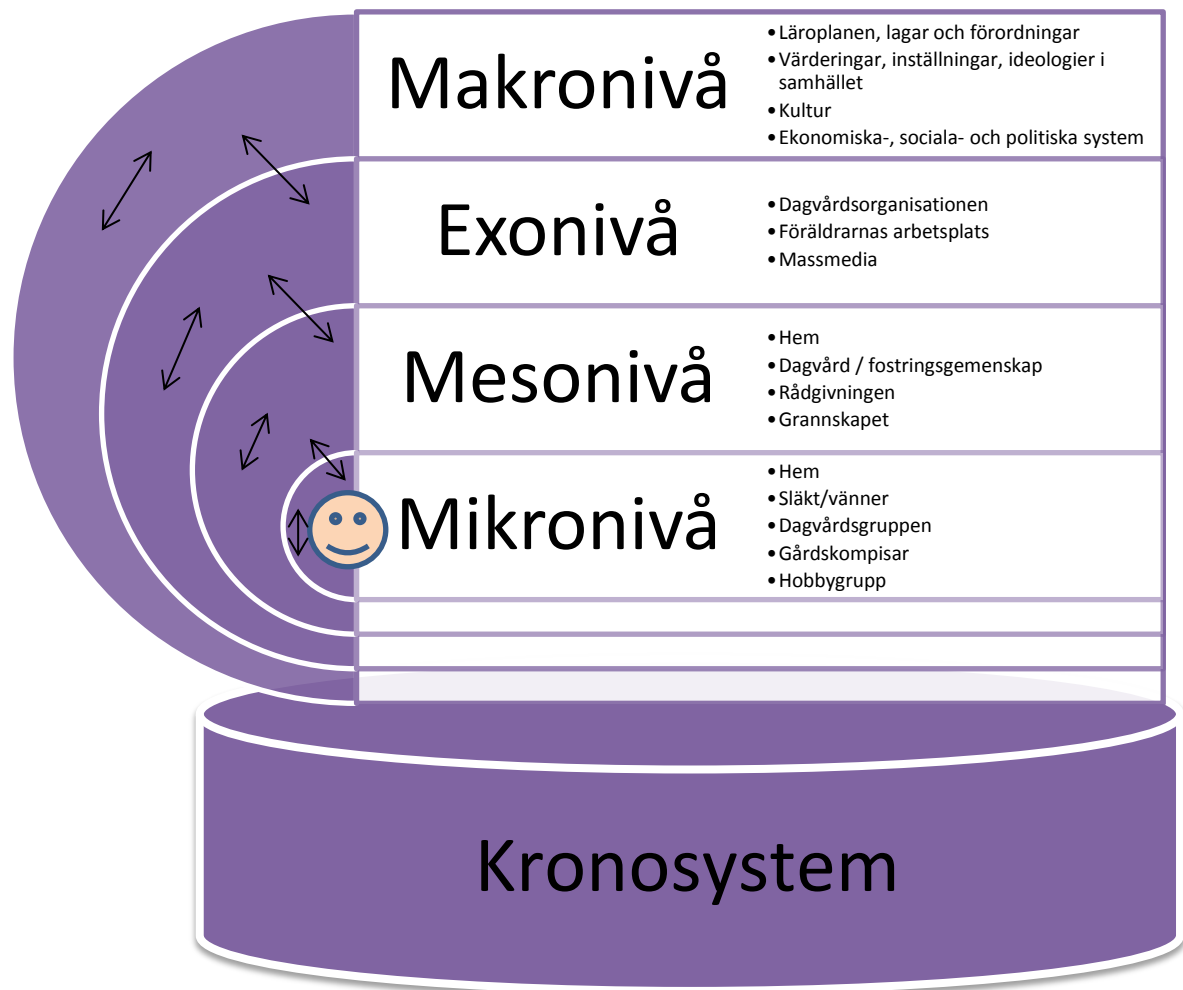 Makronivå
•Läroplanen, lagar och förordningar
•Värderingar, inställningar, ideologier i
samhället
•Kultur
•Ekonomiska-, sociala- och politiska system
Exonivå
•Dagvårdsorganisationen
•Föräldrarnas arbetsplats
•Massmedia
Mesonivå
•Hem
•Dagvård / fostringsgemenskap
•Rådgivningen
•Grannskapet
Mikronivå
•Hem
•Släkt/vänner
•Dagvårdsgruppen
•Gårdskompisar
•Hobbygrupp
Kronosystem